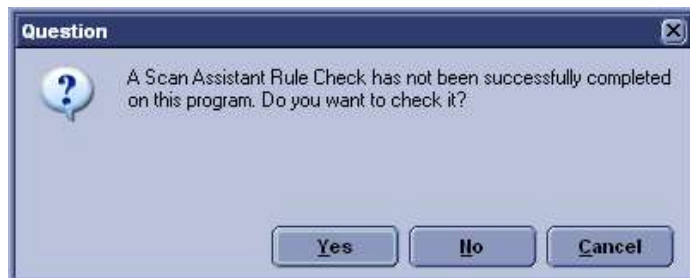 Question
A Scan Assistant Rule Check has not been successfully completed
on this program. Do you want to check it?
Yes No Cancel